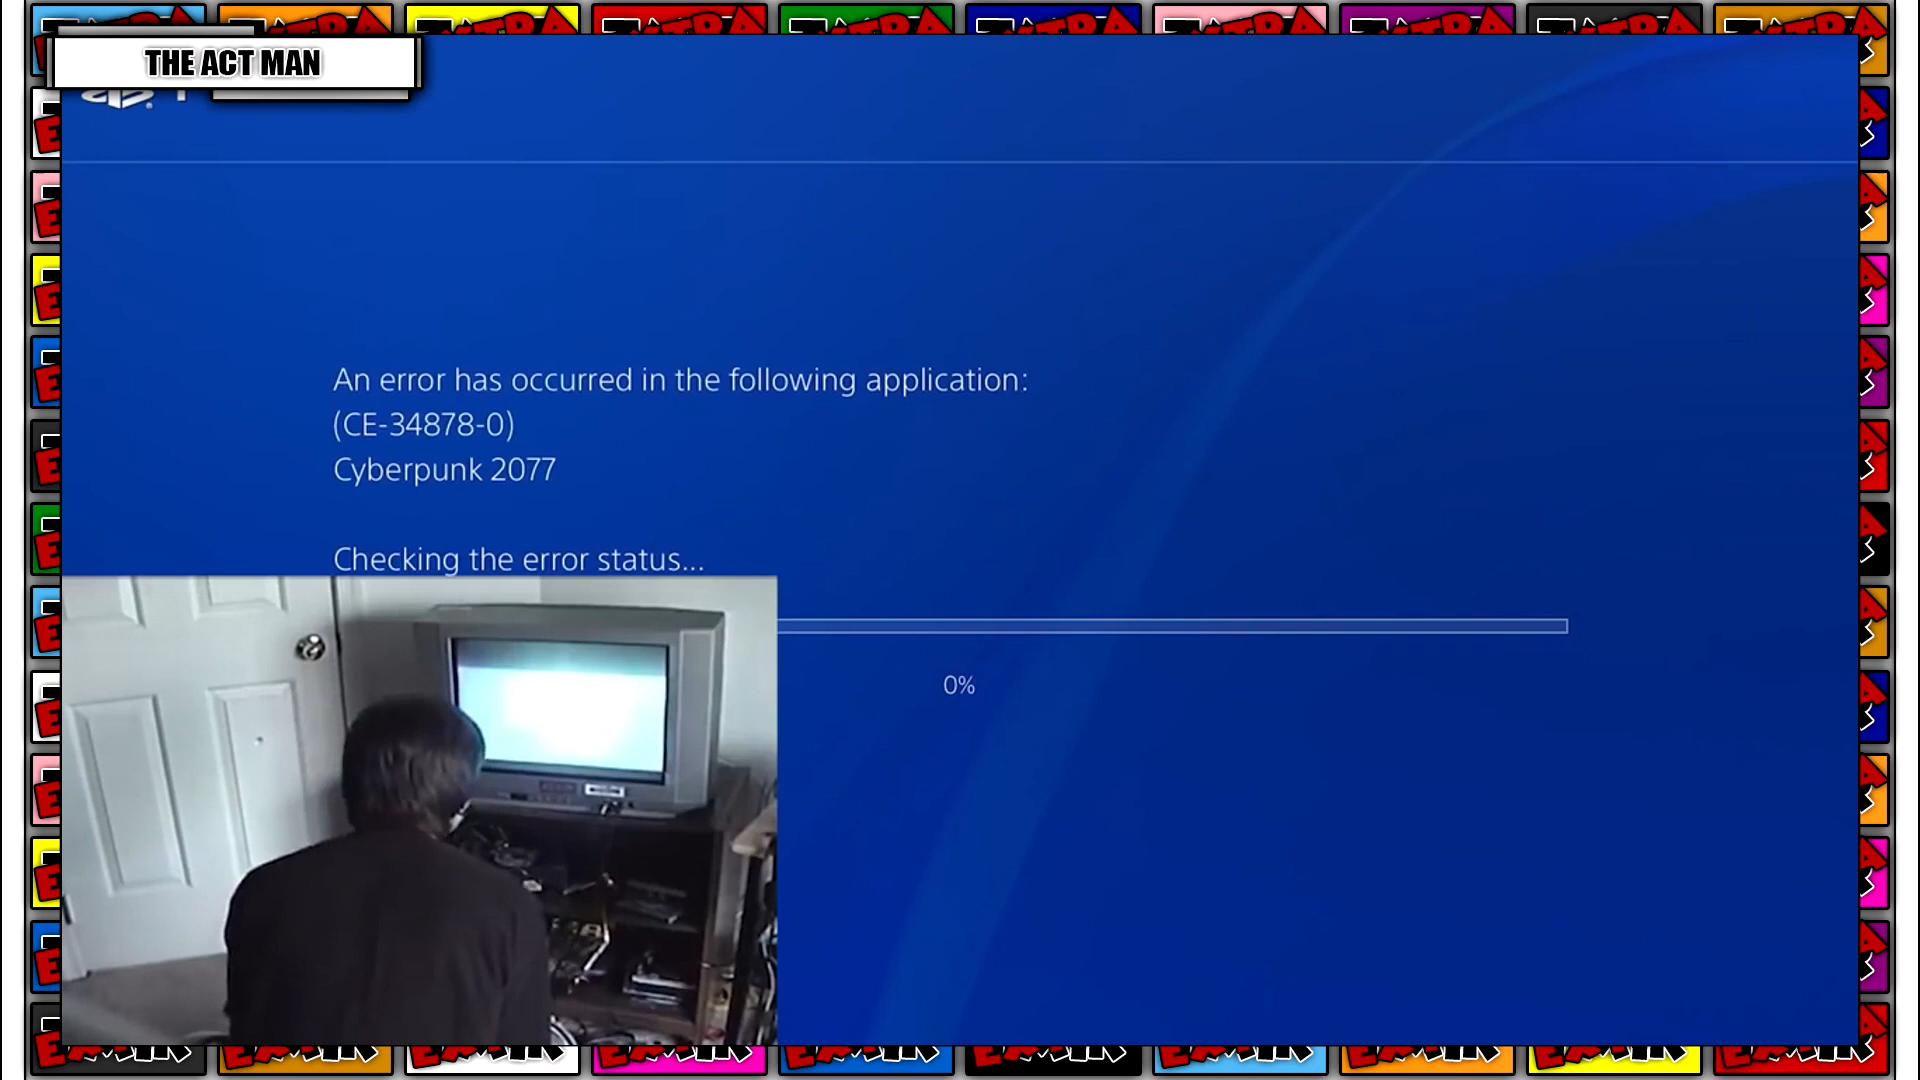 THE ACT MAN
An error has occurred in the following application:
(CE-34878-0)
Cyberpunk 2077
Checking the error status...
0%